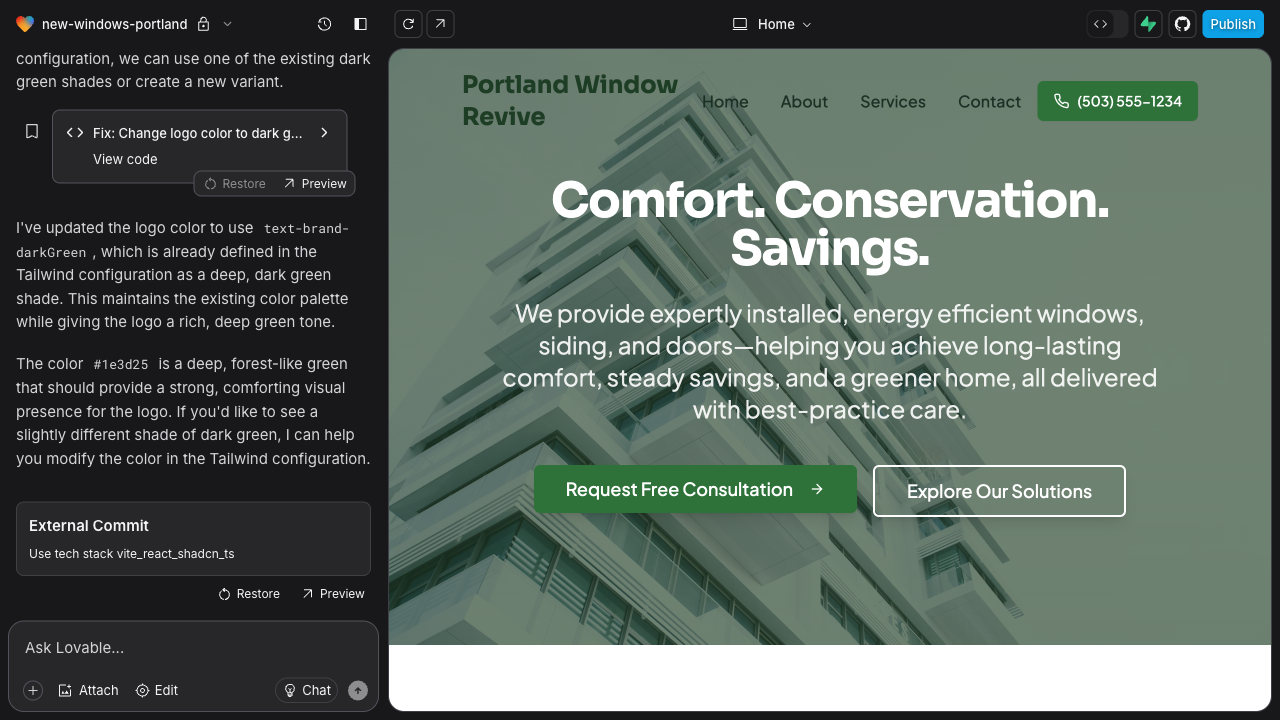 new-windows-portland
configuration, we can use one of the existing dark
green shades or create a new variant.
Fix: Change logo color to dark g...
View code
Restore
Preview
I've updated the logo color to use text-brand-
darkGreen , which is already defined in the
Tailwind configuration as a deep, dark green
shade. This maintains the existing color palette
while giving the logo a rich, deep green tone.
The color #1e3d25 is a deep, forest-like green
that should provide a strong, comforting visual
presence for the logo. If you'd like to see a
slightly different shade of dark green, I can help
you modify the color in the Tailwind configuration.
External Commit
Use tech stack vite_react_shadcn_ts
Restore
Preview
Ask Lovable...
Attach
Edit
Chat
Home
Publish
Portland Window
Revive
Home
About
Services
Contact
(503) 555-1234
Comfort. Conservation.
Savings.
We provide expertly installed, energy efficient windows,
siding, and doors—helping you achieve long-lasting
comfort, steady savings, and a greener home, all delivered
with best-practice care.
Request Free Consultation
Explore Our Solutions